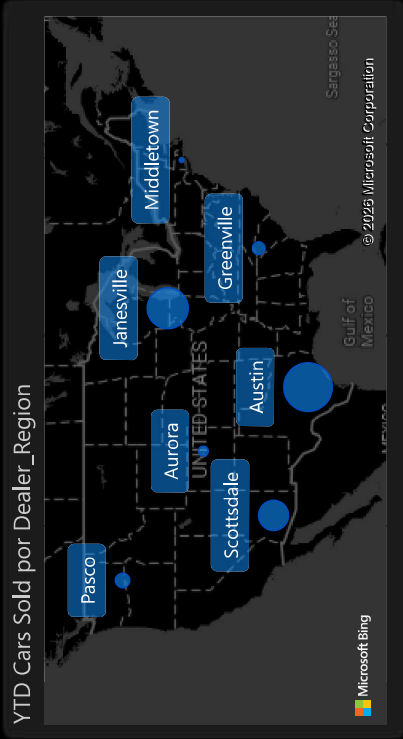 YTD Cars Sold por Dealer_Region
Pasco
Scottsdale
Aurora
Austin
Janesville
Greenville
Middletown
UNITED STATES
Gulf of
Mexico
Sargasso Sea
Microsoft Bing
© 2026 Microsoft Corporation